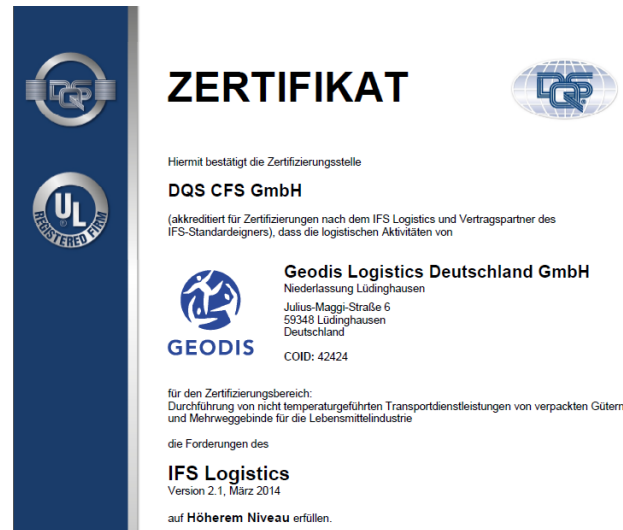 DQS
ZERTIFIKAT
DQS
Hiermit bestätigt die Zertifizierungsstelle
DQS CFS GmbH
(akkreditiert für Zertifizierungen nach dem IFS Logistics und Vertragspartner des
IFS-Standardeigners), dass die logistischen Aktivitäten von
UL
REGISTERED FIRM
GEODIS
Geodis Logistics Deutschland GmbH
Niederlassung Lüdinghausen
Julius-Maggi-Straße 6
59348 Lüdinghausen
Deutschland
COID: 42424
für den Zertifizierungsbereich:
Durchführung von nicht temperaturgeführten Transportdienstleistungen von verpackten Gütern
und Mehrweggebinde für die Lebensmittelindustrie
die Forderungen des
IFS Logistics
Version 2.1, März 2014
auf Höherem Niveau erfüllen.